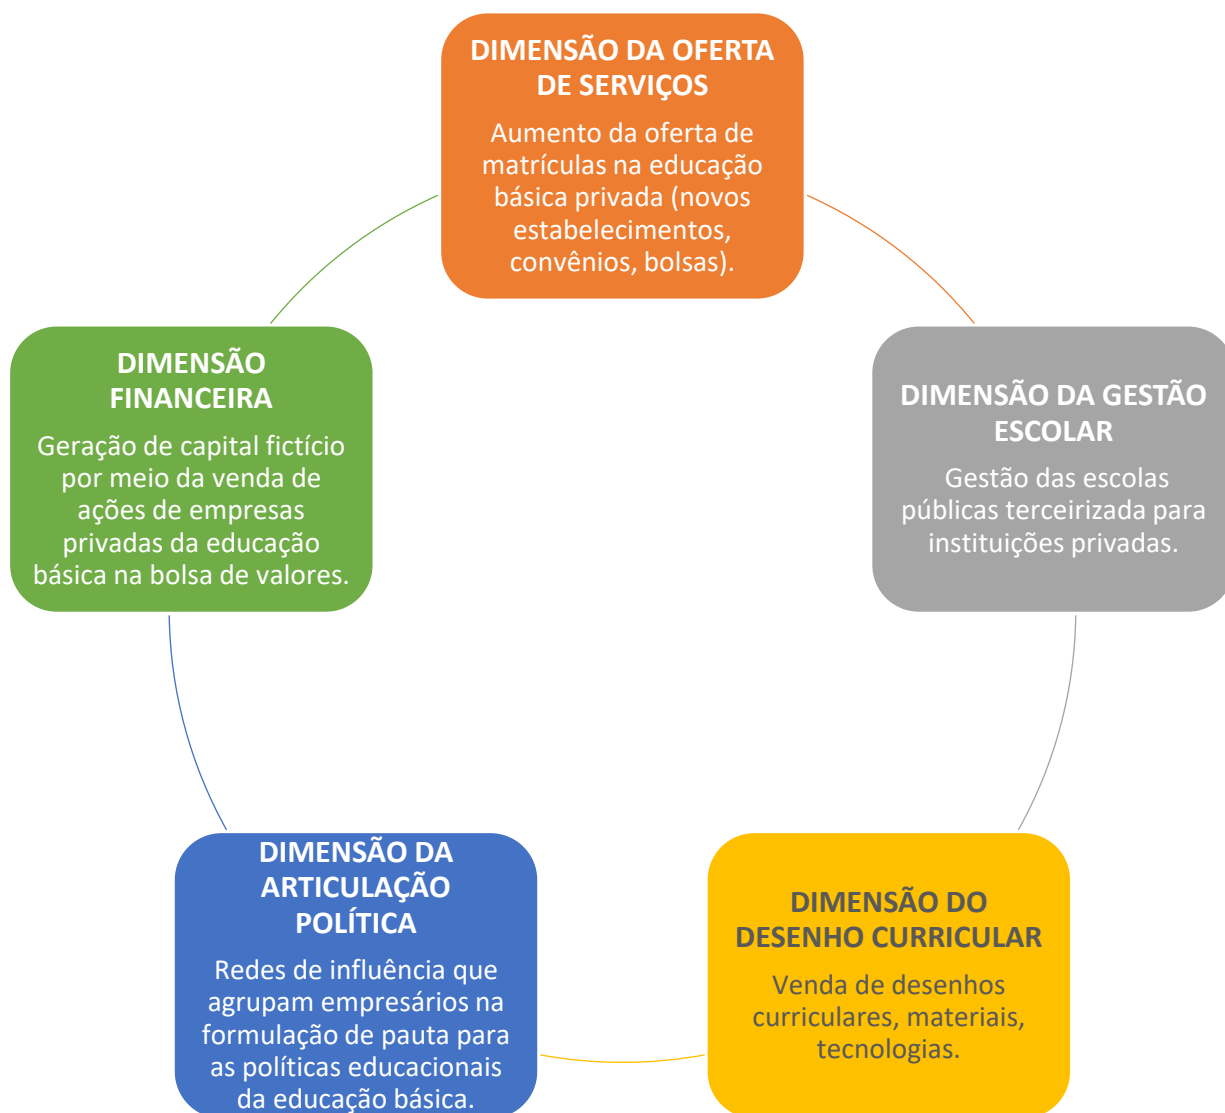 DIMENSÃO DA OFERTA
DE SERVIÇOS
Aumento da oferta de
matrículas na educação
básica privada (novos
estabelecimentos,
convênios, bolsas).
DIMENSÃO
FINANCEIRA
Geração de capital fictício
por meio da venda de
ações de empresas
privadas da educação
básica na bolsa de valores.
DIMENSÃO DA GESTÃO
ESCOLAR
Gestão das escolas
públicas terceirizada para
instituições privadas.
DIMENSÃO DA
ARTICULAÇÃO
POLÍTICA
Redes de influência que
agrupam empresários na
formulação de pauta para
as políticas educacionais
da educação básica.
DIMENSÃO DO
DESENHO CURRICULAR
Venda de desenhos
curriculares, materiais,
tecnologias.